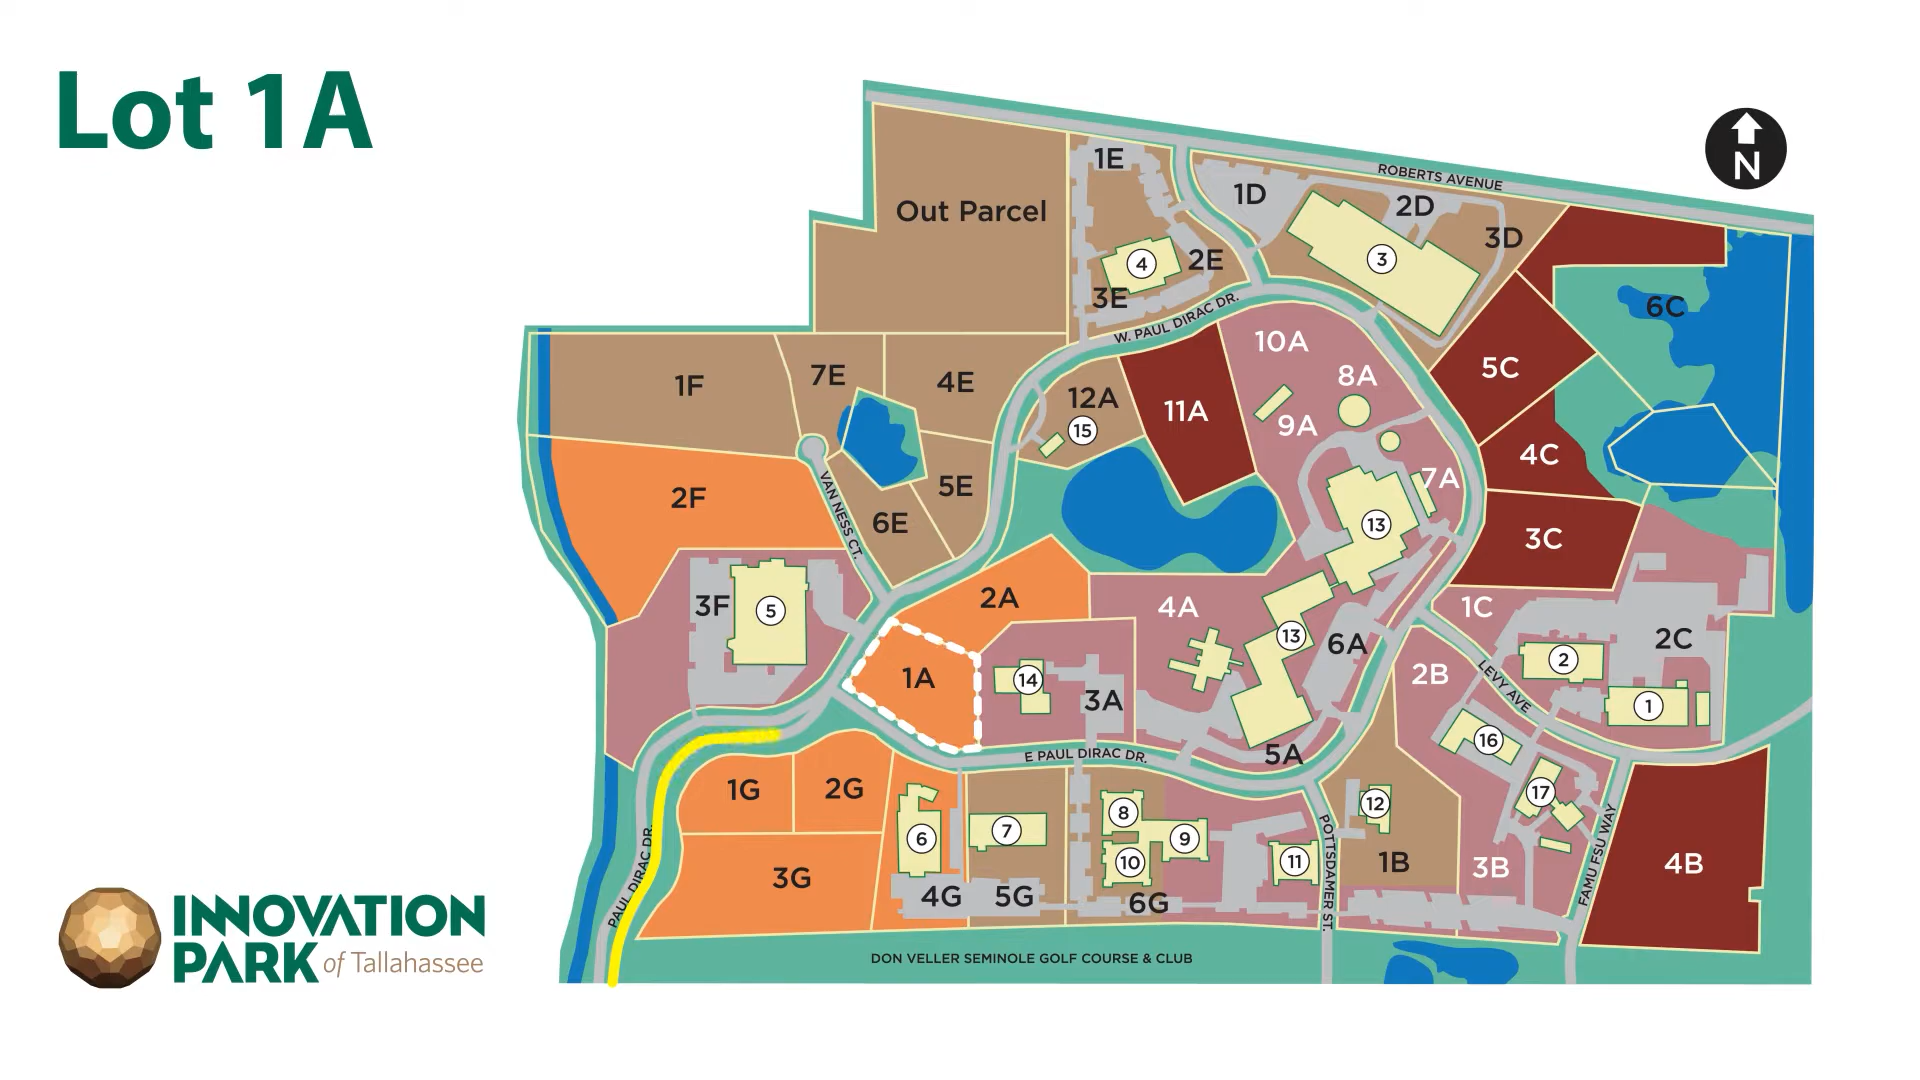 Lot 1A
N
ROBERTS AVENUE
1E
1D
2D
Out Parcel
3D
3
4
2E
3E
6C
W. PAUL DIRAC DR.
10A
5C
8A
7E
4E
1F
12A
11A
9A
15
4C
7A
5E
2F
VAN NESS CT.
6E
13
3C
2A
4A
1C
3F
5
13
6A
2C
2
1A
14
2B
LEVY AVE
3A
1
16
5A
E PAUL DIRAC DR.
1G
2G
17
12
8
POTTSDAMER ST.
FAMU FSU WAY
PAUL DIRAC DR.
6
7
9
10
11
1B
3B
4B
3G
4G
5G
6G
INNOVATION
PARK of Tallahassee
DON VELLER SEMINOLE GOLF COURSE & CLUB